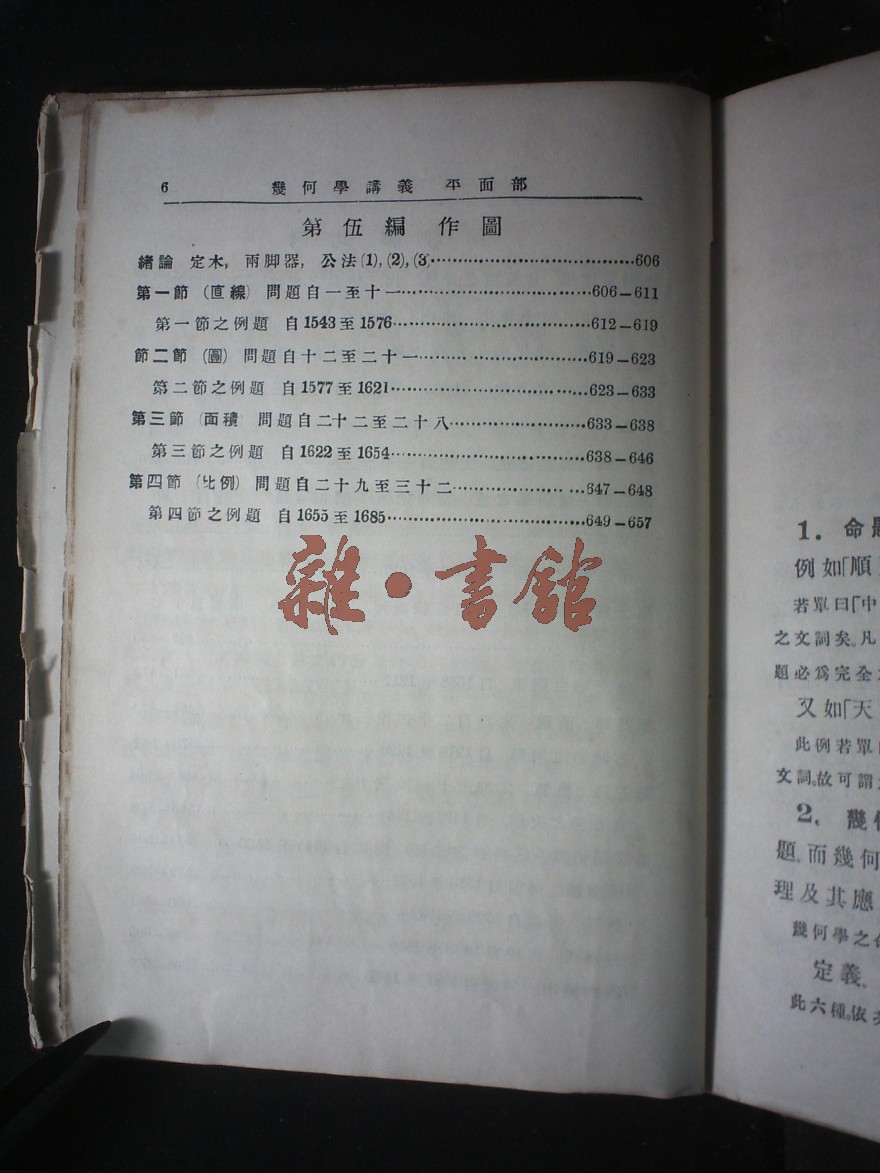 6 幾何學講義 平面部
第伍編 作圖
緒論 定木, 兩脚器, 公法(1), (2), (3)…………606
第一節 (直線) 問題自一至十一…………606—611
第一節之例題 自1543至1576…………612—619
節二節 (圓) 問題自十二至二十一…………619—623
第二節之例題 自1577至1621…………623—633
第三節 (面積 問題自二十二至二十八…………633—638
第三節之例題 自1622至1654…………638—646
第四節 (比例) 問題自二十九至三十二…………647—648
第四節之例題 自1655至1685…………649—657
雜·書館
1. 命題
例如「順
若單曰「中
之文詞矣。凡
題必爲完全
又如「天
此例若單
文詞。故可謂
2. 幾何
題。而幾何
理及其應
幾何學之
定義.
此六種。依